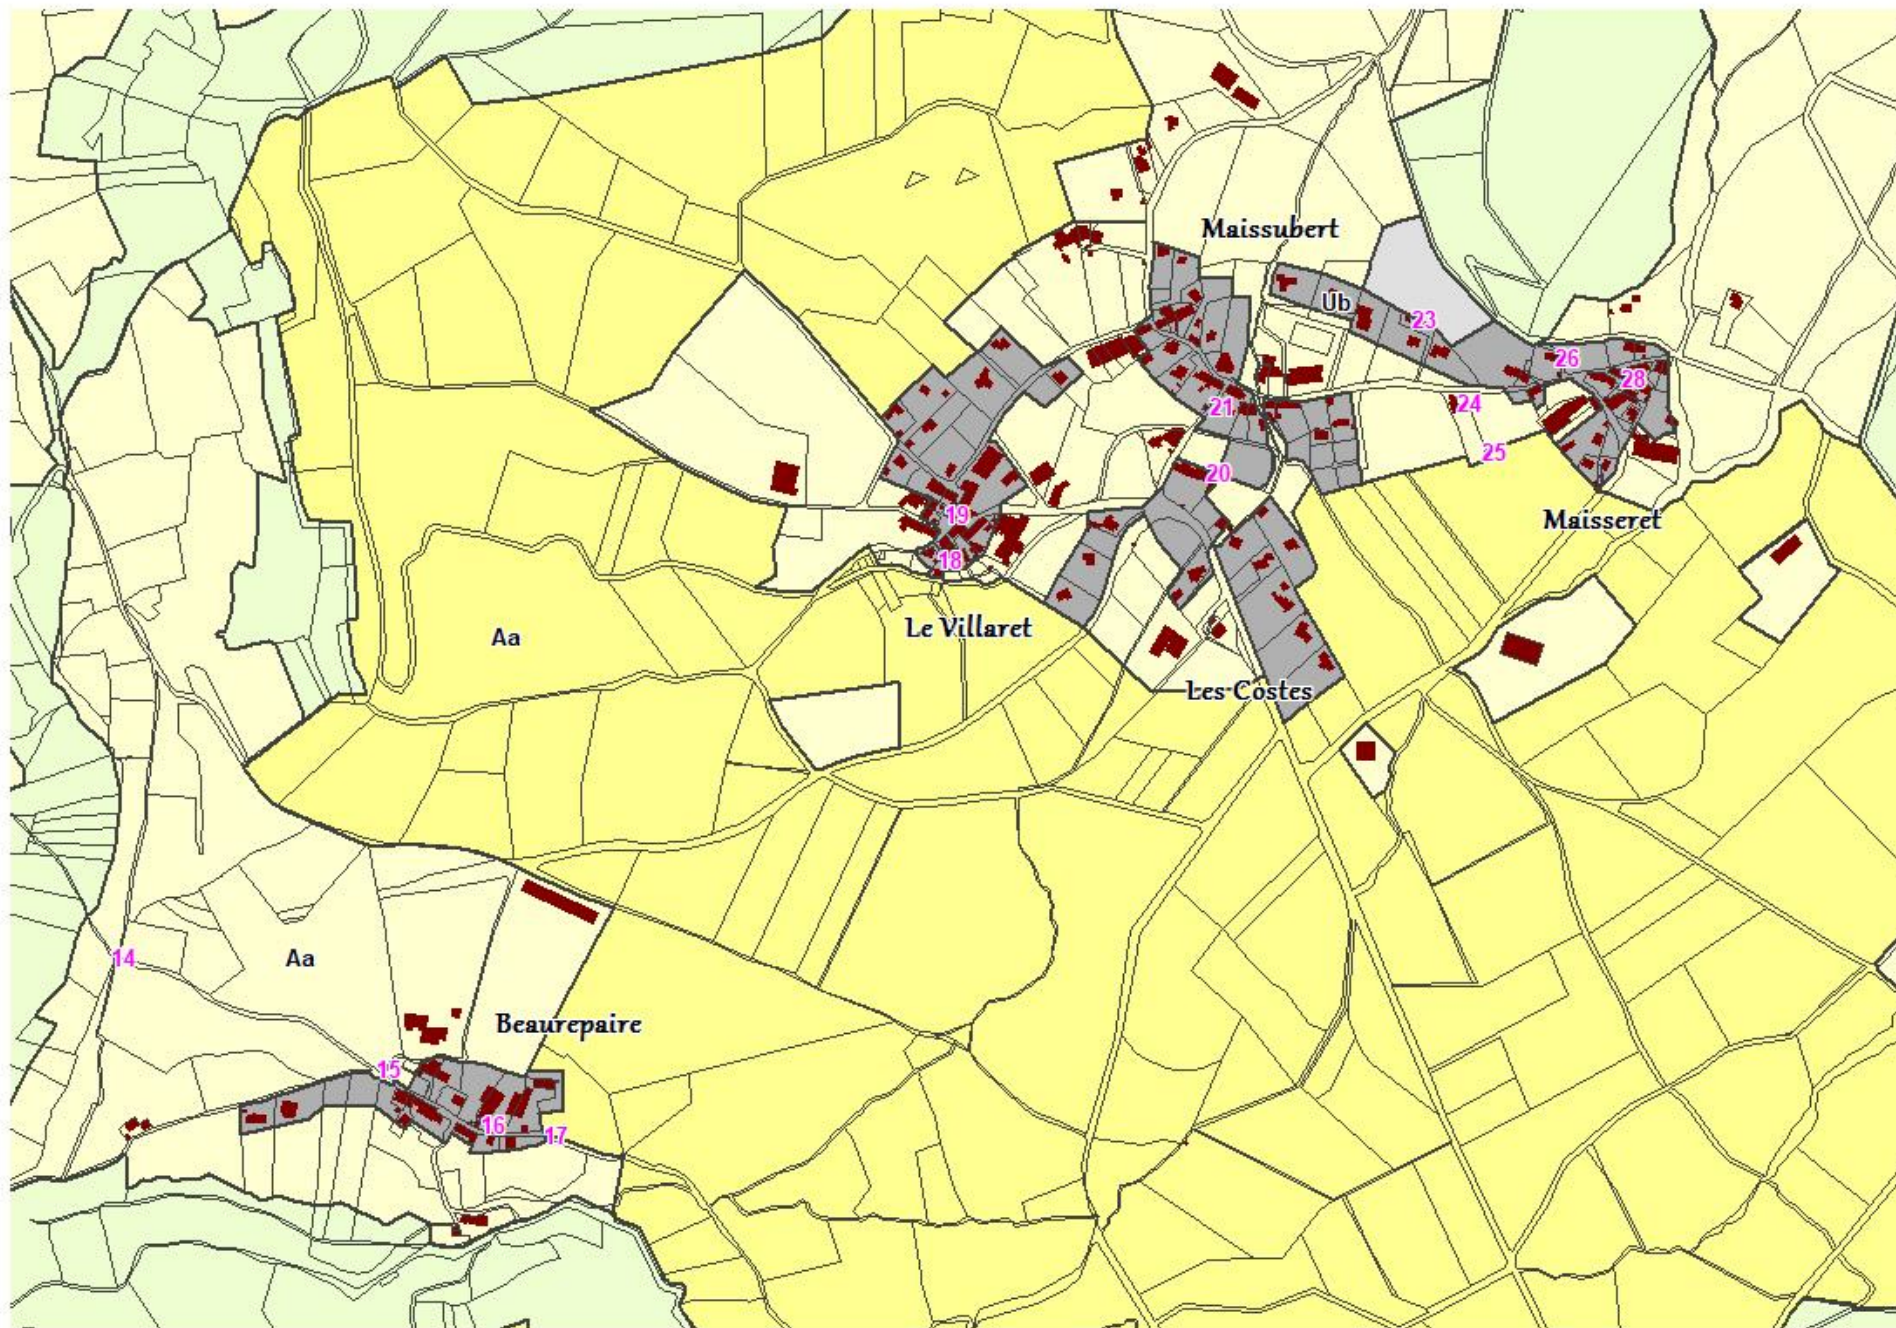 Maissubert
Ub
23
26
28
24
21
25
20
19
Maisseret
18
Le Villaret
Aa
Les Costes
14
Aa
Beaurepaire
15
16
17